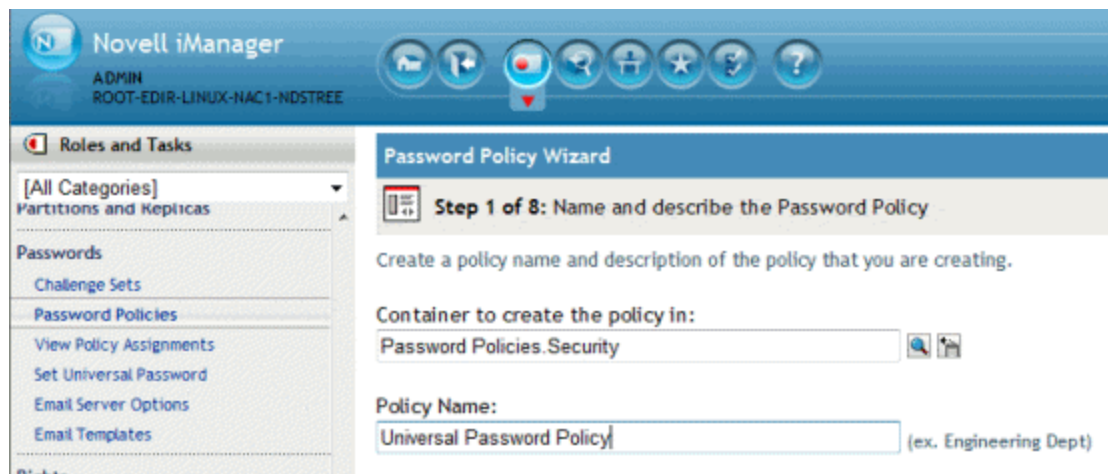 Novell iManager
ADMIN
ROOT-EDIR-LINUX-NAC1-NDSTREE
Roles and Tasks
[All Categories]
Partitions and Replicas
Passwords
Challenge Sets
Password Policies
View Policy Assignments
Set Universal Password
Email Server Options
Email Templates
Rights
Password Policy Wizard
Step 1 of 8: Name and describe the Password Policy
Create a policy name and description of the policy that you are creating.
Container to create the policy in:
Password Policies.Security
Policy Name:
Universal Password Policy
(ex. Engineering Dept)